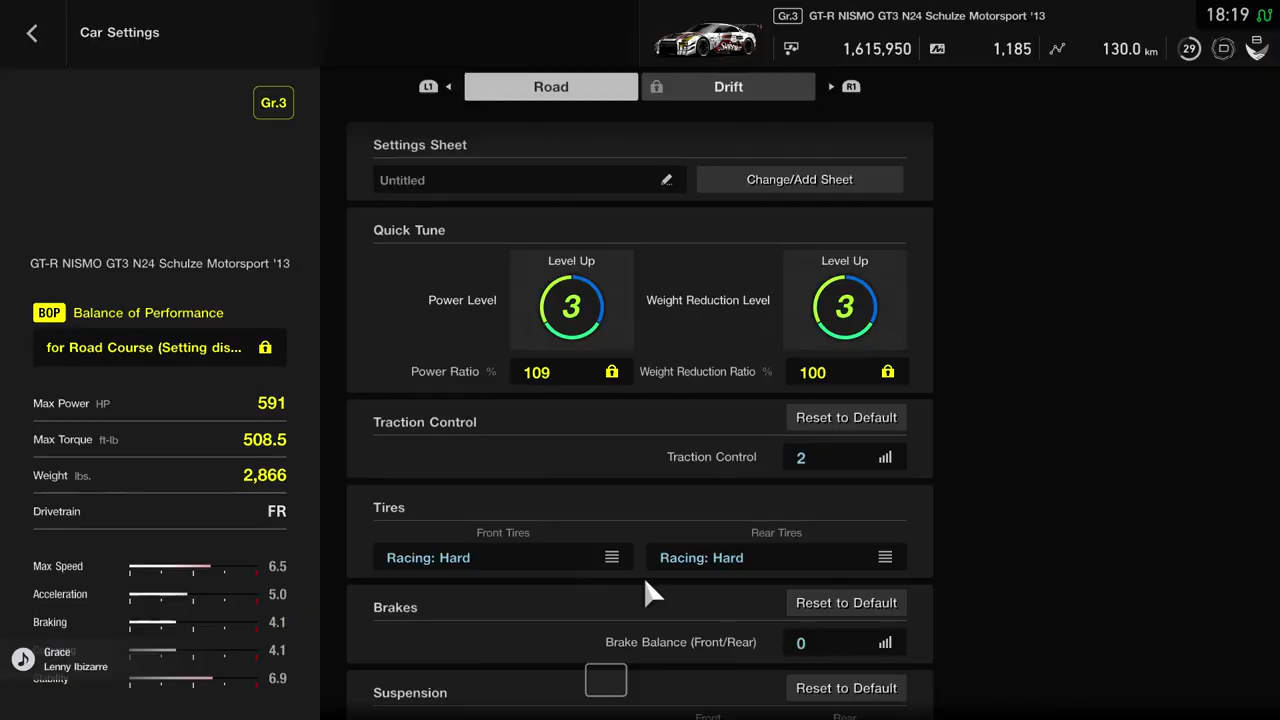 Car Settings
Gr.3 GT-R NISMO GT3 N24 Schulze Motorsport '13
18:19
1,615,950 1,185 130.0 km 29
L1 Road Drift R1
Gr.3
Settings Sheet
Untitled Change/Add Sheet
Quick Tune
Level Up Level Up
Power Level 3 Weight Reduction Level 3
Power Ratio % 109 Weight Reduction Ratio % 100
GT-R NISMO GT3 N24 Schulze Motorsport '13
BOP Balance of Performance
for Road Course (Setting dis...
Max Power HP 591
Max Torque ft-lb 508.5
Weight lbs. 2,866
Drivetrain FR
Max Speed 6.5
Acceleration 5.0
Braking 4.1
4.1
Stability 6.9
Grace
Lenny Ibizarre
Traction Control Reset to Default
Traction Control 2
Tires
Front Tires Rear Tires
Racing: Hard Racing: Hard
Brakes Reset to Default
Brake Balance (Front/Rear) 0
Suspension Reset to Default
Front Rear